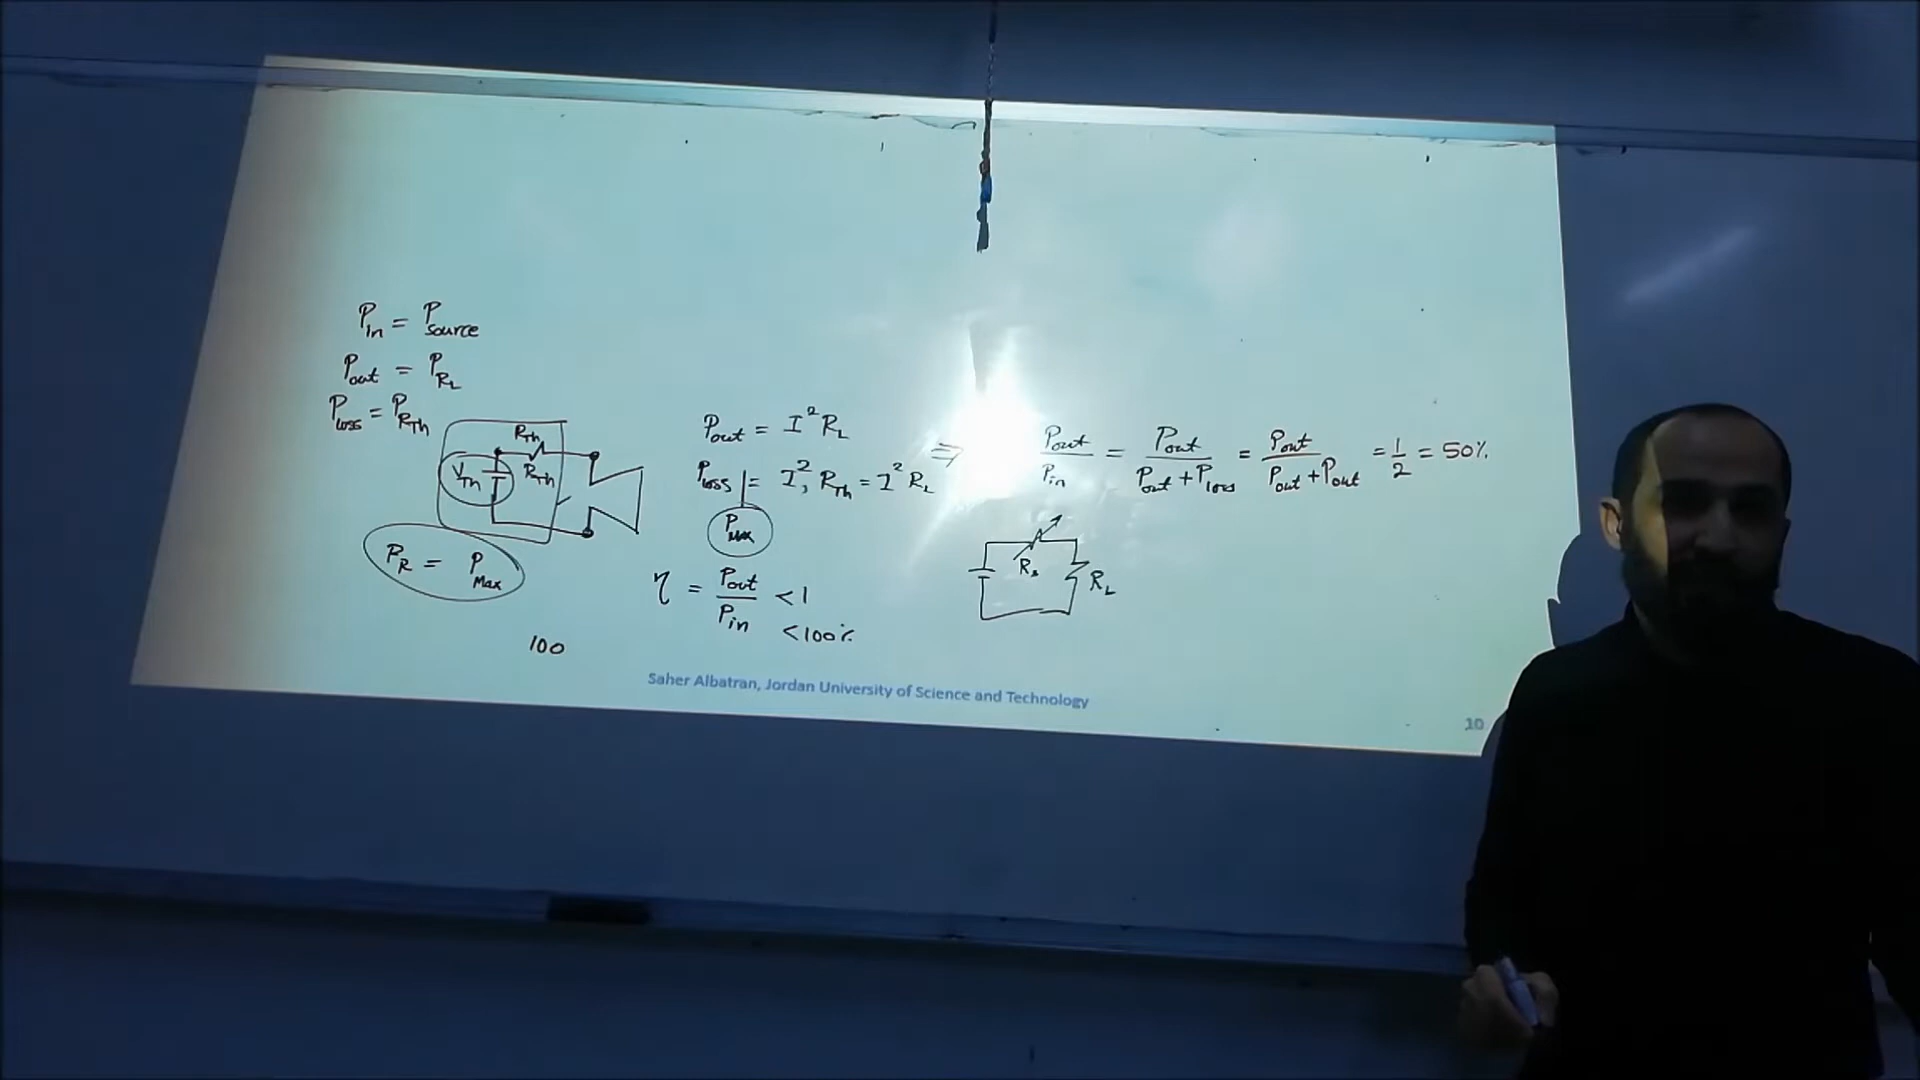 P_in = P_source
P_out = P_RL
P_loss = P_RTh
R_Th
V_Th
R_Th
P_R = P_Max
100
P_out = I² R_L
P_loss | = I², R_Th = I² R_L
P_Max
η = P_out / P_in < 1
< 100%
⇒ P_out / P_in = P_out / (P_out + P_loss) = P_out / (P_out + P_out) = 1/2 = 50%
R_s
R_L
Saher Albatran, Jordan University of Science and Technology
10